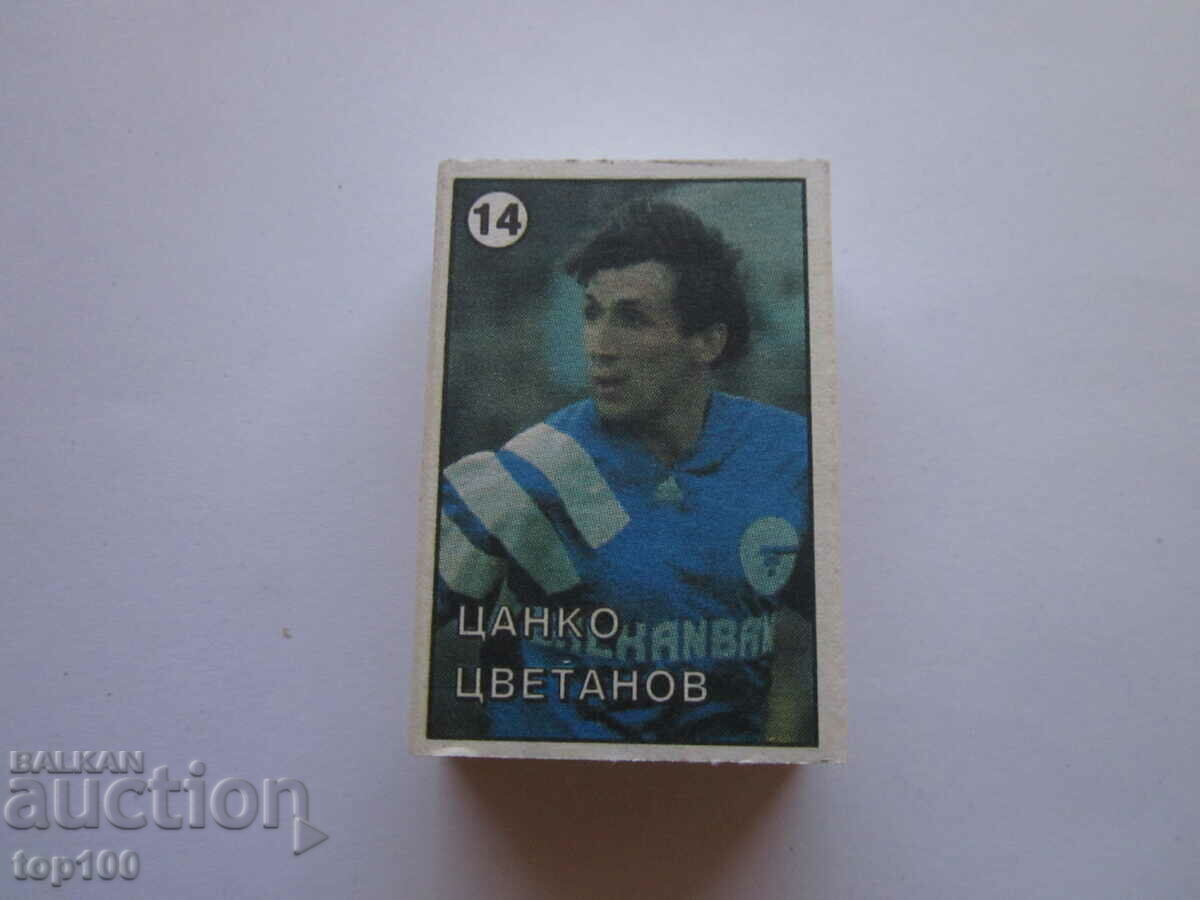 14
ЦАНКО
ЦВЕТАНОВ
BALKAN
auction
top100